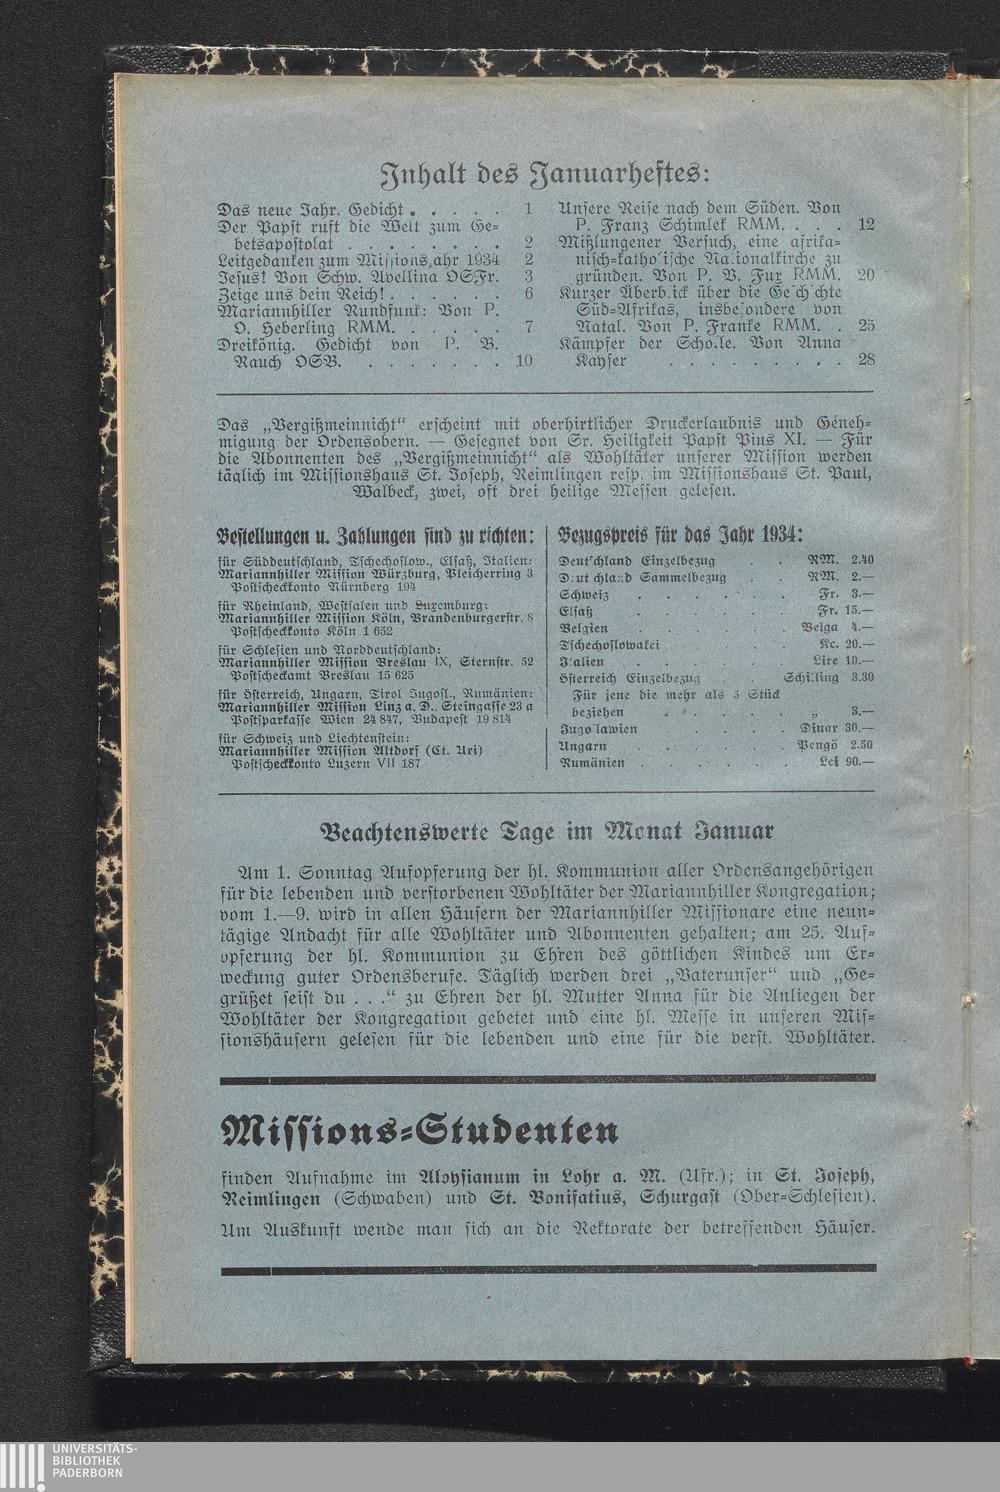 Inhalt des Januarheftes:
Das neue Jahr. Gedicht . . . . . 1
Der Papst ruft die Welt zum Ge-
betsapostolat . . . . . . . . 2
Leitgedanken zum Missionsjahr 1934 2
Jesus! Von Schw. Avellina OSFr. 3
Zeige uns dein Reich! . . . . . . 6
Mariannhiller Rundfunk: Von P.
O. Heberling RMM. . . . . . 7
Dreikönig. Gedicht von P. B.
Rauch OSB. . . . . . . . 10
Unsere Reise nach dem Süden. Von
P. Franz Schimlek RMM. . . . 12
Mißlungener Versuch, eine afrika-
nisch-katholische Nationalkirche zu
gründen. Von P. B. Fux RMM. 20
Kurzer Überblick über die Geschichte
Süd-Afrikas, insbesondere von
Natal. Von P. Franke RMM. . 25
Kämpfer der Scholle. Von Anna
Kayser . . . . . . . . . 28
Das „Vergißmeinnicht“ erscheint mit oberhirtlicher Druckerlaubnis und Geneh-
migung der Ordensobern. — Gesegnet von Sr. Heiligkeit Papst Pius XI. — Für
die Abonnenten des „Vergißmeinnicht“ als Wohltäter unserer Mission werden
täglich im Missionshaus St. Joseph, Reimlingen resp. im Missionshaus St. Paul,
Walbeck, zwei, oft drei heilige Messen gelesen.
Bestellungen u. Zahlungen sind zu richten:
für Süddeutschland, Tschechoslow., Elsaß, Italien:
Mariannhiller Mission Würzburg, Pleicherring 3
Postscheckkonto Nürnberg 194
für Rheinland, Westfalen und Luxemburg:
Mariannhiller Mission Köln, Brandenburgerstr. 8
Postscheckkonto Köln 1 652
für Schlesien und Norddeutschland:
Mariannhiller Mission Breslau IX, Sternstr. 52
Postscheckamt Breslau 15 625
für Österreich, Ungarn, Tirol Jugosl., Rumänien:
Mariannhiller Mission Linz a. D., Steingasse 23 a
Postsparkasse Wien 24 847, Budapest 19 814
für Schweiz und Liechtenstein:
Mariannhiller Mission Altdorf (Ct. Uri)
Postscheckkonto Luzern VII 187
Bezugspreis für das Jahr 1934:
Deutschland Einzelbezug . . RM. 2.40
Deutschland Sammelbezug . . RM. 2.—
Schweiz . . . . . . Fr. 3.—
Elsaß . . . . . . Fr. 15.—
Belgien . . . . . . Belga 4.—
Tschechoslowakei . . . . Kc. 20.—
Italien . . . . . . Lire 10.—
Österreich Einzelbezug . . Schilling 3.30
Für jene die mehr als 5 Stück
beziehen . . . . . „ 3.—
Jugoslawien . . . . Dinar 30.—
Ungarn . . . . . Pengö 2.50
Rumänien . . . . . . Lei 90.—
Beachtenswerte Tage im Monat Januar
Am 1. Sonntag Aufopferung der hl. Kommunion aller Ordensangehörigen
für die lebenden und verstorbenen Wohltäter der Mariannhiller Kongregation;
vom 1.—9. wird in allen Häusern der Mariannhiller Missionare eine neun-
tägige Andacht für alle Wohltäter und Abonnenten gehalten; am 25. Auf-
opferung der hl. Kommunion zu Ehren des göttlichen Kindes um Er-
weckung guter Ordensberufe. Täglich werden drei „Vaterunser“ und „Ge-
grüßet seist du . . .“ zu Ehren der hl. Mutter Anna für die Anliegen der
Wohltäter der Kongregation gebetet und eine hl. Messe in unseren Mis-
sionshäusern gelesen für die lebenden und eine für die verst. Wohltäter.
Missions-Studenten
finden Aufnahme im Aloysianum in Lohr a. M. (Ufr.); in St. Joseph,
Reimlingen (Schwaben) und St. Bonifatius, Schurgast (Ober-Schlesien).
Um Auskunft wende man sich an die Rektorate der betreffenden Häuser.
UNIVERSITÄTS-
BIBLIOTHEK
PADERBORN